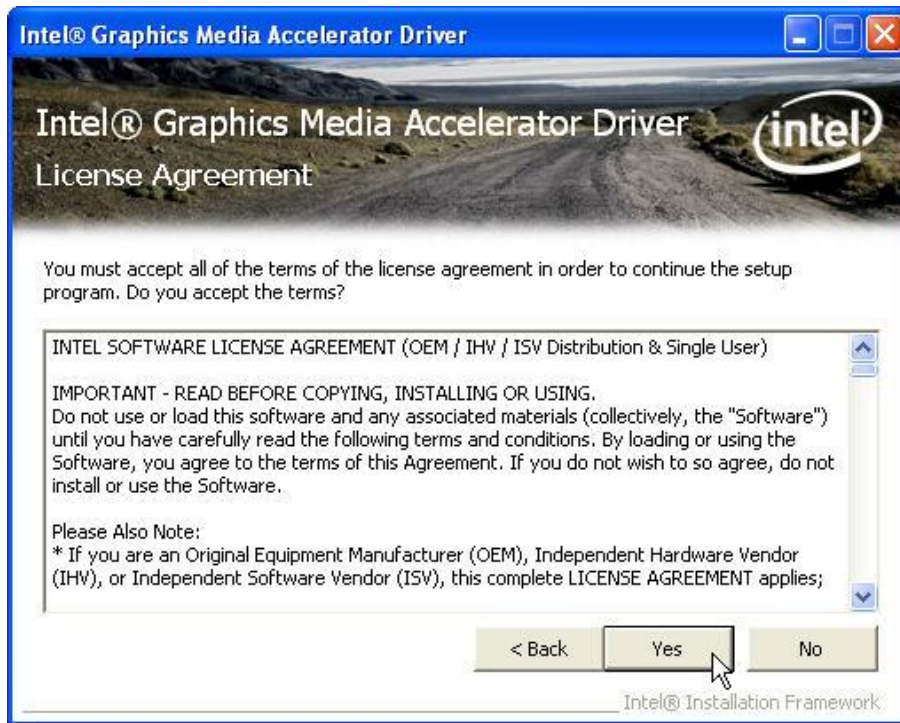 Intel® Graphics Media Accelerator Driver
Intel® Graphics Media Accelerator Driver
intel®
License Agreement
You must accept all of the terms of the license agreement in order to continue the setup
program. Do you accept the terms?
INTEL SOFTWARE LICENSE AGREEMENT (OEM / IHV / ISV Distribution & Single User)
IMPORTANT - READ BEFORE COPYING, INSTALLING OR USING.
Do not use or load this software and any associated materials (collectively, the "Software")
until you have carefully read the following terms and conditions. By loading or using the
Software, you agree to the terms of this Agreement. If you do not wish to so agree, do not
install or use the Software.
Please Also Note:
* If you are an Original Equipment Manufacturer (OEM), Independent Hardware Vendor
(IHV), or Independent Software Vendor (ISV), this complete LICENSE AGREEMENT applies;
< Back Yes No
Intel® Installation Framework